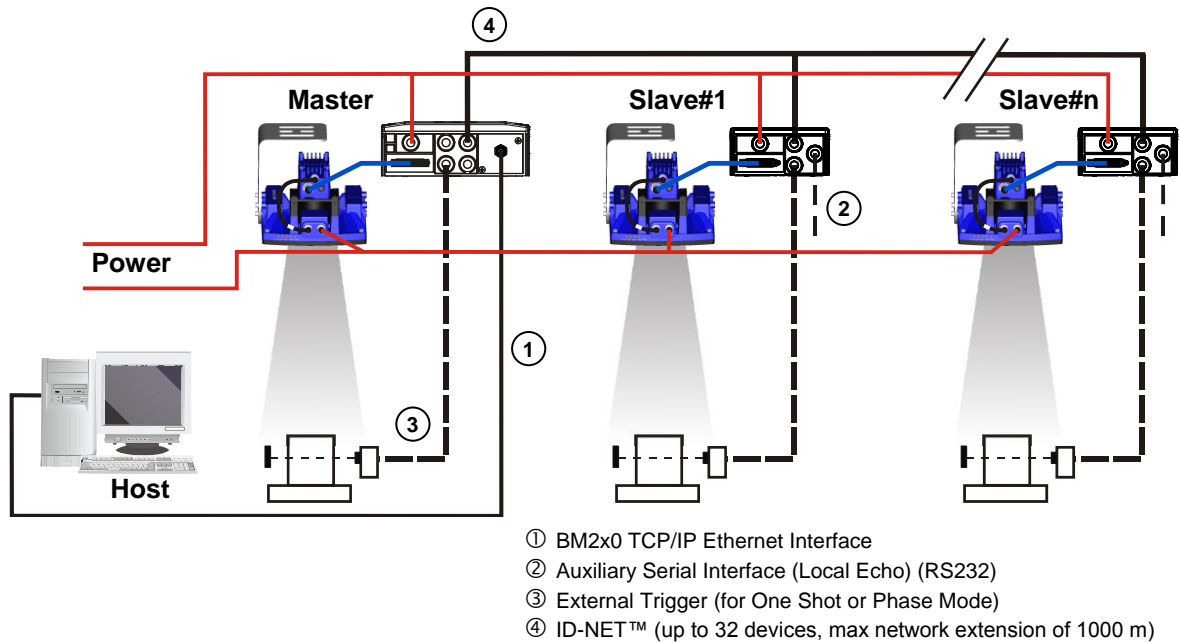 ④
Master Slave#1 Slave#n
②
Power
①
③
Host
① BM2x0 TCP/IP Ethernet Interface
② Auxiliary Serial Interface (Local Echo) (RS232)
③ External Trigger (for One Shot or Phase Mode)
④ ID-NET™ (up to 32 devices, max network extension of 1000 m)